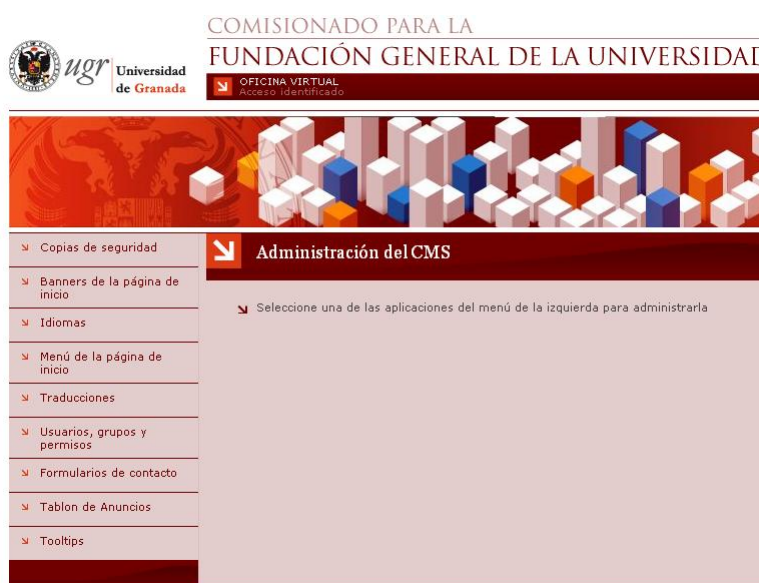 COMISIONADO PARA LA
FUNDACIÓN GENERAL DE LA UNIVERSIDAD
ugr Universidad
de Granada
OFICINA VIRTUAL
Acceso identificado
Copias de seguridad
Banners de la página de
inicio
Idiomas
Menú de la página de
inicio
Traducciones
Usuarios, grupos y
permisos
Formularios de contacto
Tablon de Anuncios
Tooltips
Administración del CMS
Seleccione una de las aplicaciones del menú de la izquierda para administrarla